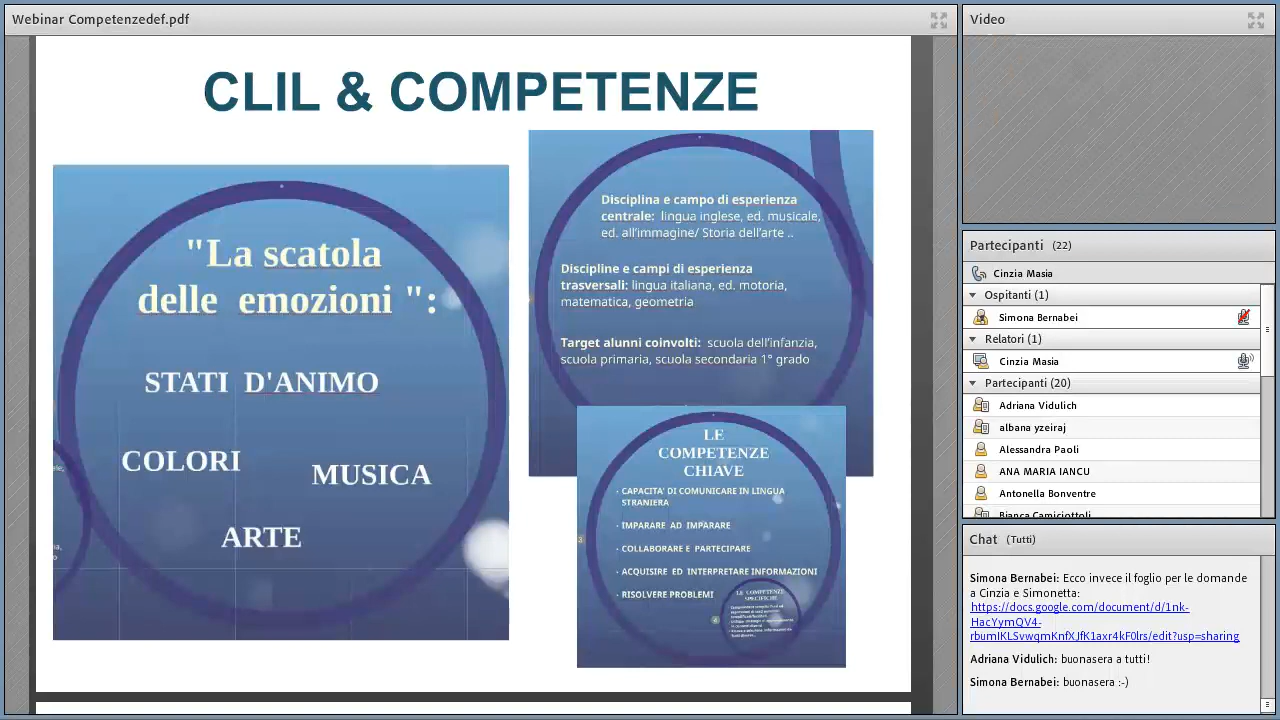 Webinar Competenzedef.pdf
CLIL & COMPETENZE
"La scatola
delle emozioni ":
STATI D'ANIMO
COLORI
MUSICA
ARTE
Disciplina e campo di esperienza
centrale: lingua inglese, ed. musicale,
ed. all'immagine/ Storia dell'arte ..
Discipline e campi di esperienza
trasversali: lingua italiana, ed. motoria,
matematica, geometria
Target alunni coinvolti: scuola dell'infanzia,
scuola primaria, scuola secondaria 1° grado
LE
COMPETENZE
CHIAVE
· CAPACITA' DI COMUNICARE IN LINGUA
STRANIERA
· IMPARARE AD IMPARARE
· COLLABORARE E PARTECIPARE
· ACQUISIRE ED INTERPRETARE INFORMAZIONI
· RISOLVERE PROBLEMI
LE COMPETENZE
SPECIFICHE
Video
Partecipanti (22)
Cinzia Masia
Ospitanti (1)
Simona Bernabei
Relatori (1)
Cinzia Masia
Partecipanti (20)
Adriana Vidulich
albana yzeiraj
Alessandra Paoli
ANA MARIA IANCU
Antonella Bonventre
Bianca Camiciottoli
Chat (Tutti)
Simona Bernabei: Ecco invece il foglio per le domande
a Cinzia e Simonetta:
https://docs.google.com/document/d/
HacYymQV4-
rbumlKLSvwqmKnfXJfK1axr4kF0lrs/edit?usp=sharing
Adriana Vidulich: buonasera a tutti!
Simona Bernabei: buonasera :-)